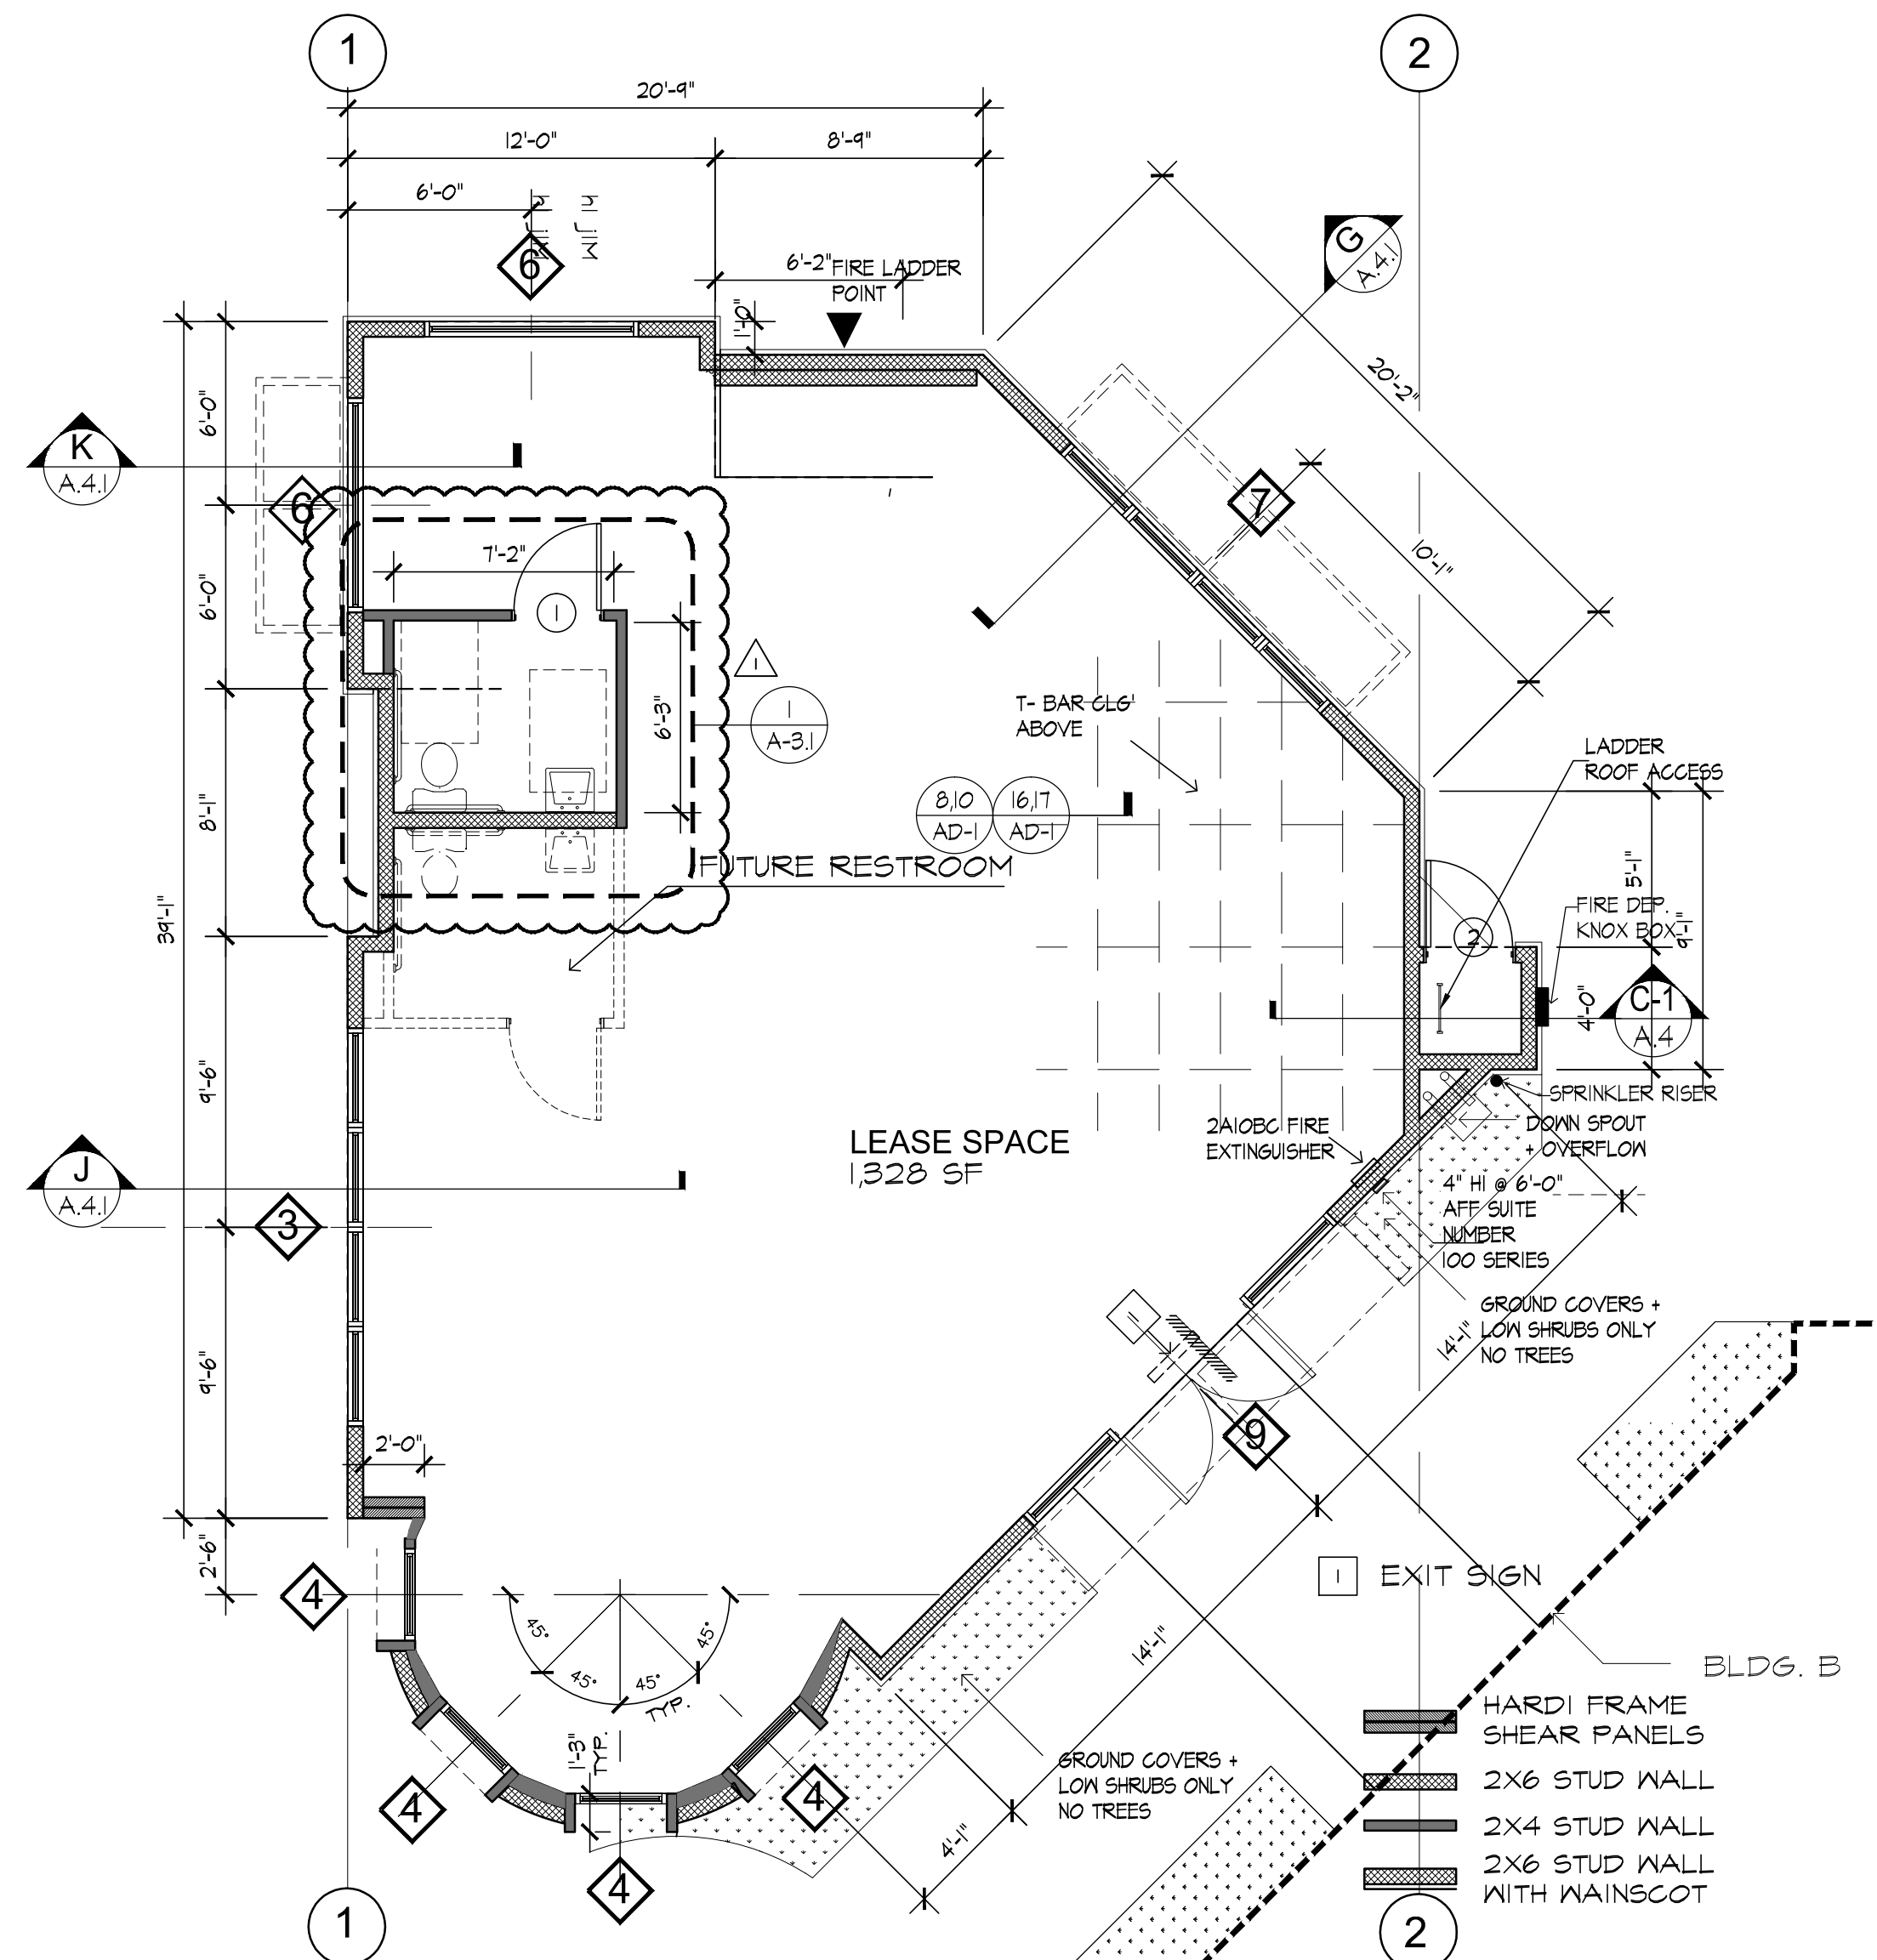 1
2
20'-9"
12'-0"
8'-9"
6'-0"
hI jIM
hI jIM
6
6'-2"
FIRE LADDER
POINT
1'-0"
G
A.4.1
20'-2"
K
A.4.1
6'-0"
6
7
10'-1"
7'-2"
1
6'-0"
6'-3"
1
1
A-3.1
T- BAR CLG'
ABOVE
LADDER
ROOF ACCESS
8,10
AD-1
16,17
AD-1
8'-1"
FUTURE RESTROOM
5'-1"
9'-1"
FIRE DEP.
KNOX BOX
2
39'-1"
4'-0"
C-1
A.4
9'-6"
SPRINKLER RISER
DOWN SPOUT
+ OVERFLOW
2A10BC FIRE
EXTINGUISHER
LEASE SPACE
1,328 SF
J
A.4.1
3
4" HI @ 6'-0"
AFF SUITE
NUMBER
100 SERIES
GROUND COVERS +
LOW SHRUBS ONLY
NO TREES
14'-1"
9'-6"
9
2'-0"
2'-6"
4
45°
45°
45°
45°
TYP.
1 EXIT SIGN
14'-1"
BLDG. B
1'-3"
TYP.
4
4
4
GROUND COVERS +
LOW SHRUBS ONLY
NO TREES
4'-1"
HARDI FRAME
SHEAR PANELS
2X6 STUD WALL
2X4 STUD WALL
2X6 STUD WALL
WITH WAINSCOT
1
2